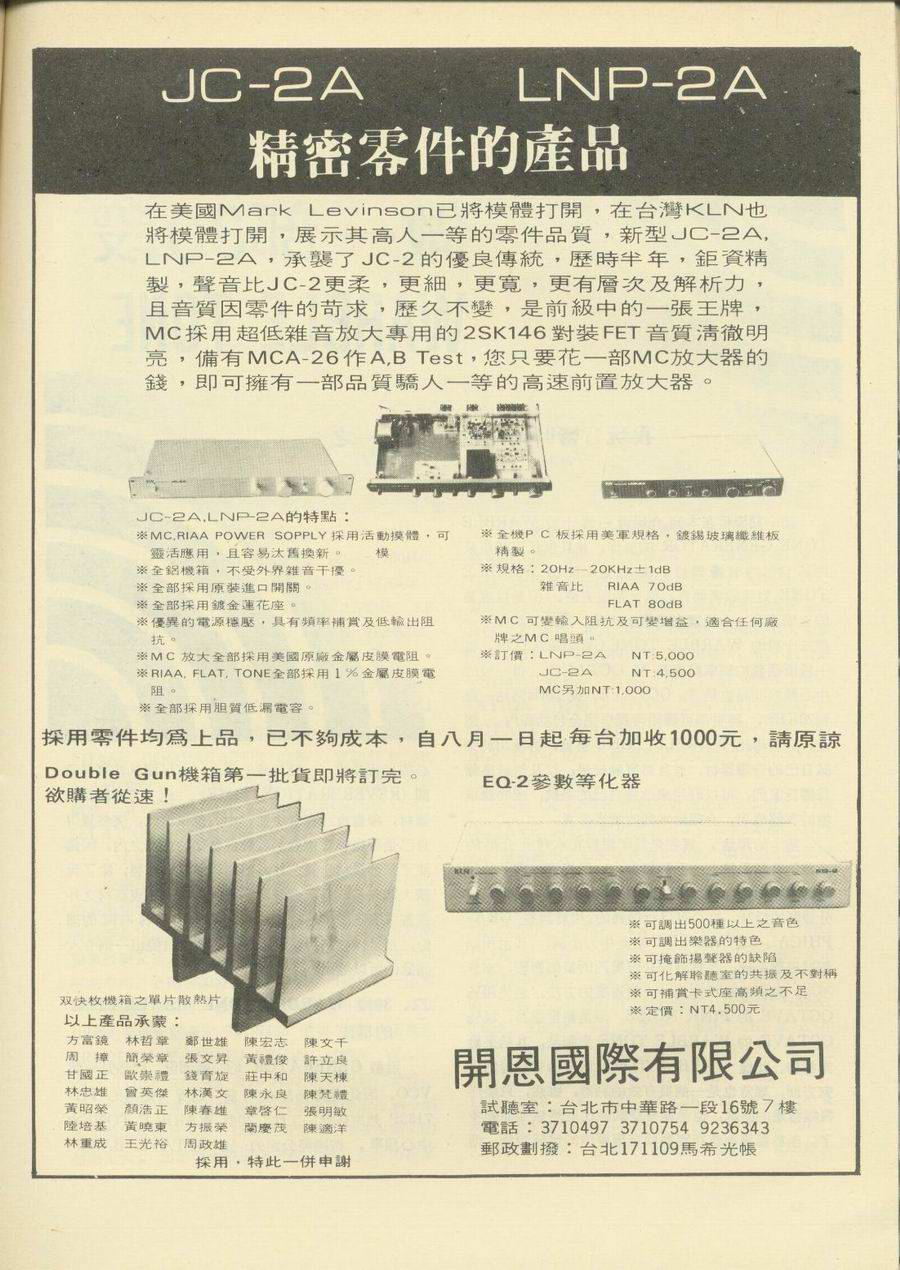 JC-2A LNP-2A
精密零件的產品
在美國Mark Levinson已將模體打開，在台灣KLN也
將模體打開，展示其高人一等的零件品質，新型JC-2A,
LNP-2A，承襲了JC-2的優良傳統，歷時半年，鉅資精
製，聲音比JC-2更柔，更細，更寬，更有層次及解析力，
且音質因零件的苛求，歷久不變，是前級中的一張王牌，
MC採用超低雜音放大專用的2SK146對裝FET音質清徹明
亮，備有MCA-26作A,B Test，您只要花一部MC放大器的
錢，即可擁有一部品質驕人一等的高速前置放大器。
JC-2A,LNP-2A的特點：
※MC,RIAA POWER SOPPLY 採用活動摸體，可
靈活應用，且容易汰舊換新。 模
※全鋁機箱，不受外界雜音干擾。
※全部採用原裝進口開關。
※全部採用鍍金蓮花座。
※優異的電源穩壓，具有頻率補賞及低輸出阻
抗。
※MC 放大全部採用美國原廠金屬皮膜電阻。
※RIAA, FLAT, TONE全部採用1％金屬皮膜電
阻。
※全部採用胆質低漏電容。
※全機P C 板採用美軍規格，鍍錫玻璃纖維板
精製。
※規格：20Hz—20KHz±1dB
雜音比 RIAA 70dB
FLAT 80dB
※MC 可變輸入阻抗及可變增益，適合任何廠
牌之MC唱頭。
※訂價：LNP-2A NT:5,000
JC-2A NT:4,500
MC另加NT:1,000
採用零件均爲上品，已不夠成本，自八月一日起每台加收1000元，請原諒
Double Gun機箱第一批貨即將訂完。
欲購者從速！
双快枚機箱之單片散熱片
EQ-2參數等化器
KLN EQ-2
※可調出500種以上之音色
※可調出樂器的特色
※可掩飾揚聲器的缺陷
※可化解聆聽室的共振及不對稱
※可補賞卡式座高頻之不足
※定價：NT4,500元
以上產品承蒙：
方富鏡 林哲章 鄭世雄 陳宏志 陳文千
周 璋 簡榮章 張文昇 黃禮俊 許立良
甘國正 歐崇禮 錢育旋 莊中和 陳天棟
林忠雄 曾英傑 林漢文 陳永良 陳梵禮
黃昭榮 顏浩正 陳春雄 章啓仁 張明敏
陸培基 黃曉東 方振榮 蘭慶茂 陳適洋
林重成 王光裕 周政雄
採用，特此一併申謝
開恩國際有限公司
試聽室：台北市中華路一段16號7樓
電話：3710497 3710754 9236343
郵政劃撥：台北171109馬希光帳